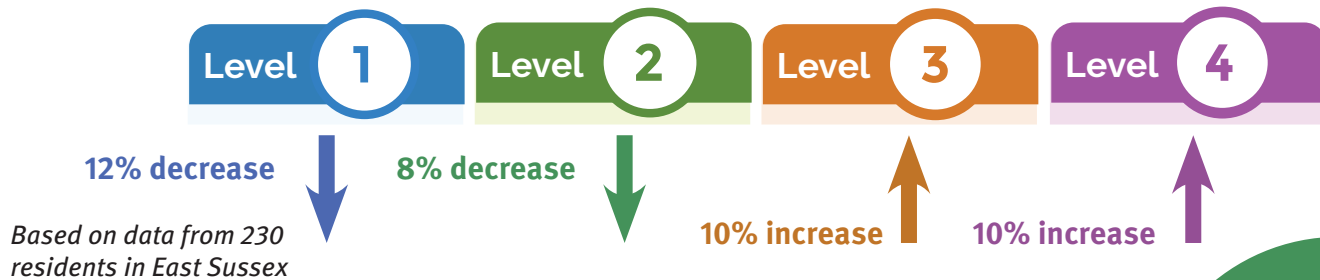 Level 1 Level 2 Level 3 Level 4
12% decrease 8% decrease
10% increase 10% increase
Based on data from 230
residents in East Sussex